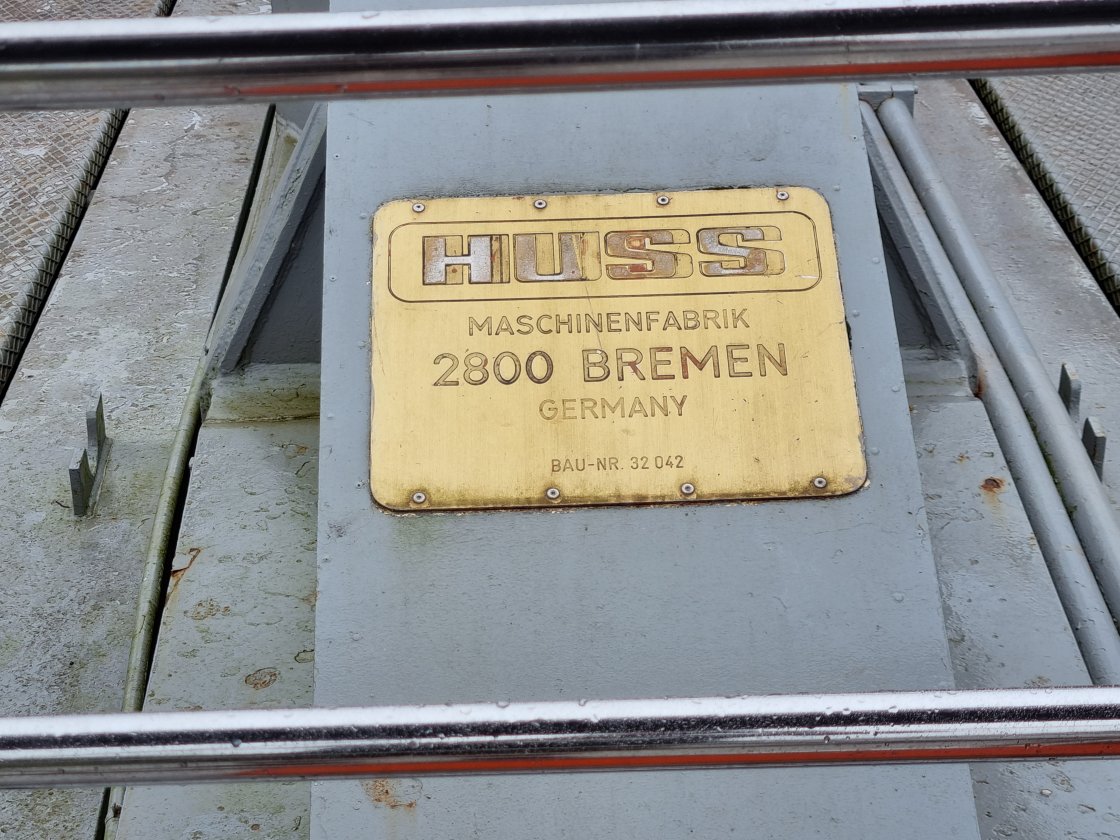 HUSS
MASCHINENFABRIK
2800 BREMEN
GERMANY
BAU-NR. 32 042